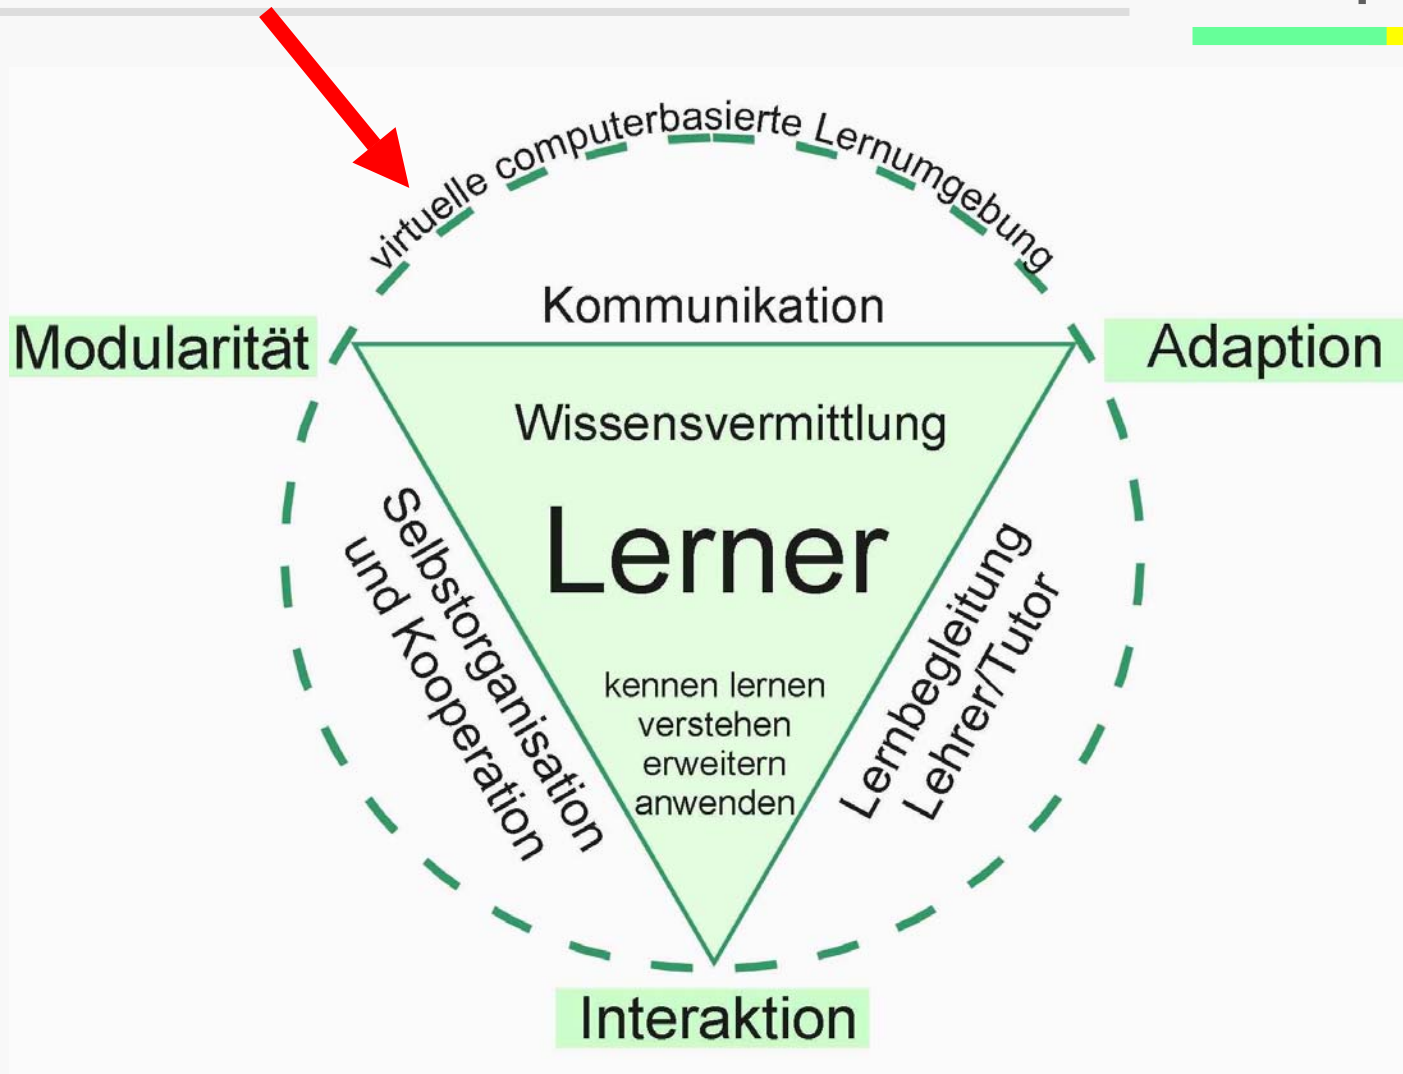 virtuelle computerbasierte Lernumgebung
Kommunikation
Modularität
Adaption
Wissensvermittlung
Lerner
Selbstorganisation
und Kooperation
Lernbegleitung
Lehrer/Tutor
kennen lernen
verstehen
erweitern
anwenden
Interaktion